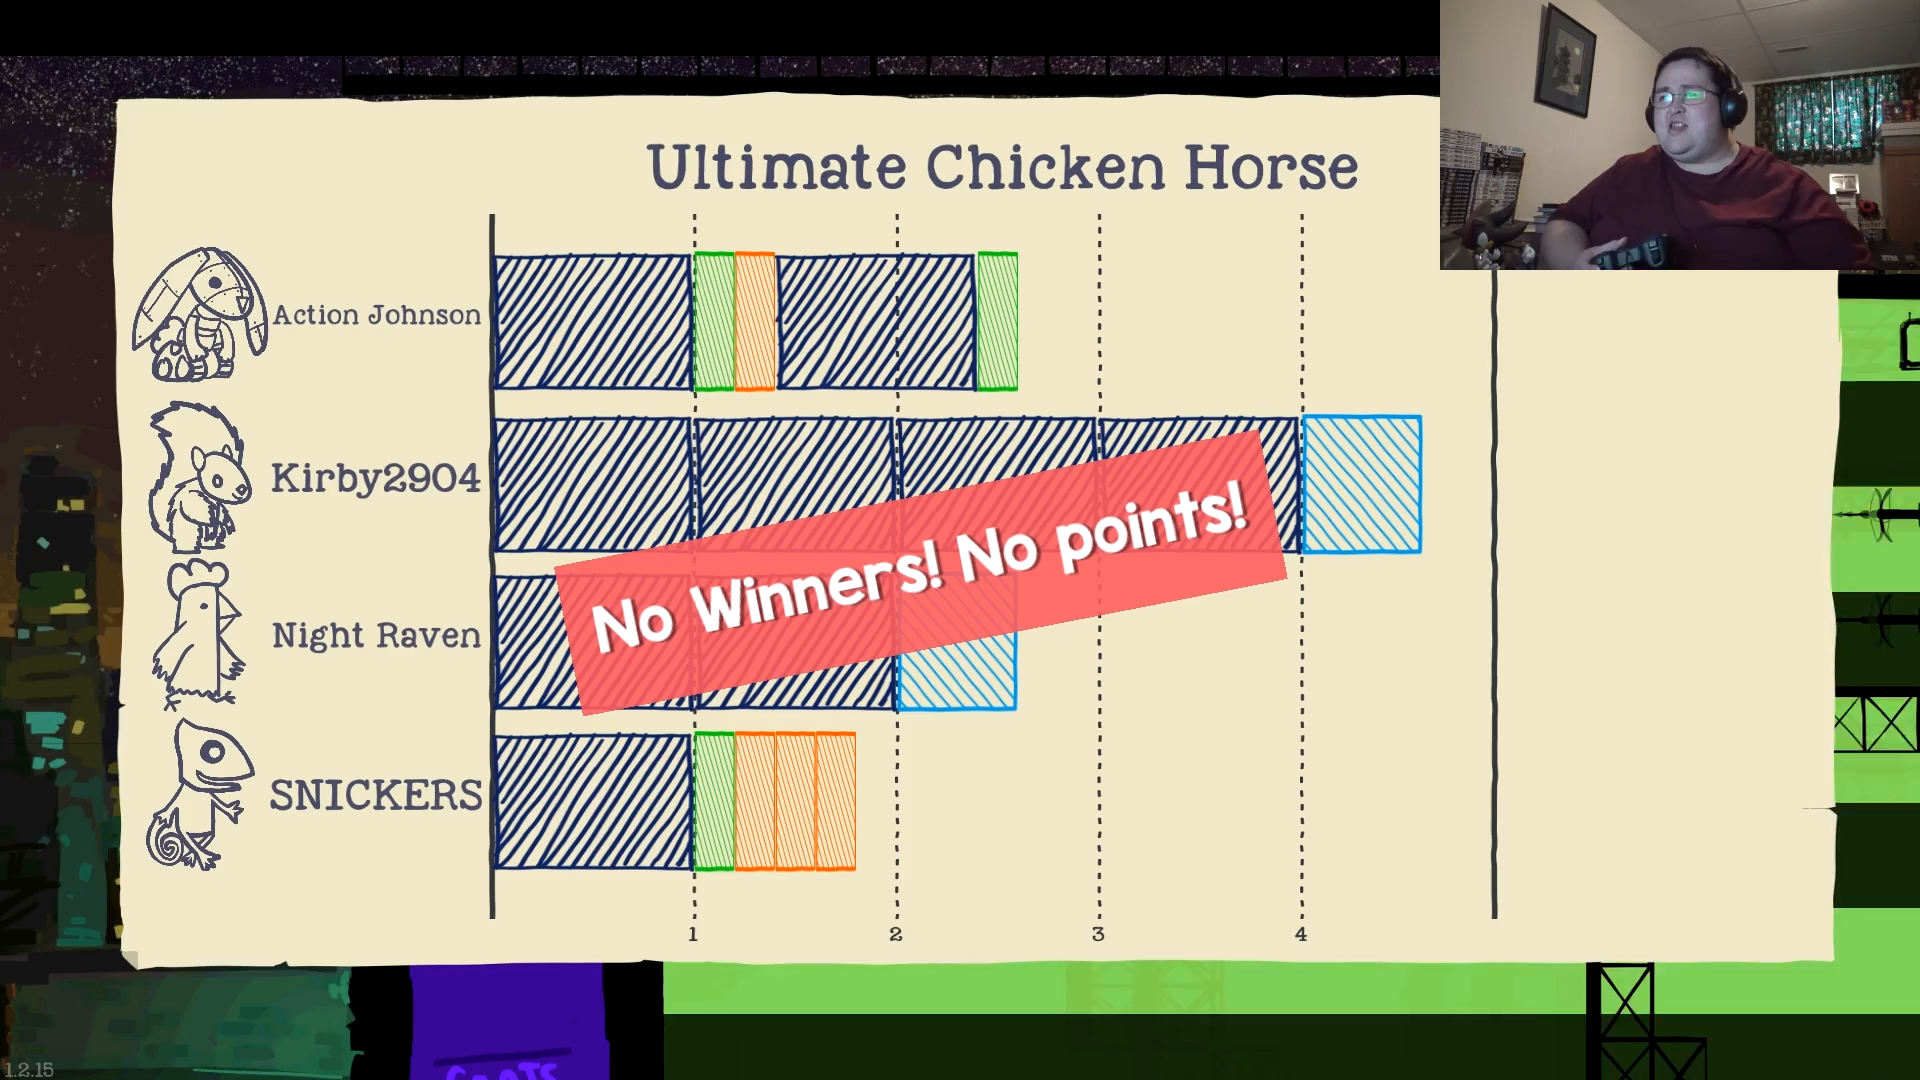 Ultimate Chicken Horse
Action Johnson
Kirby2904
No Winners! No points!
Night Raven
SNICKERS
1 2 3 4
1.2.15